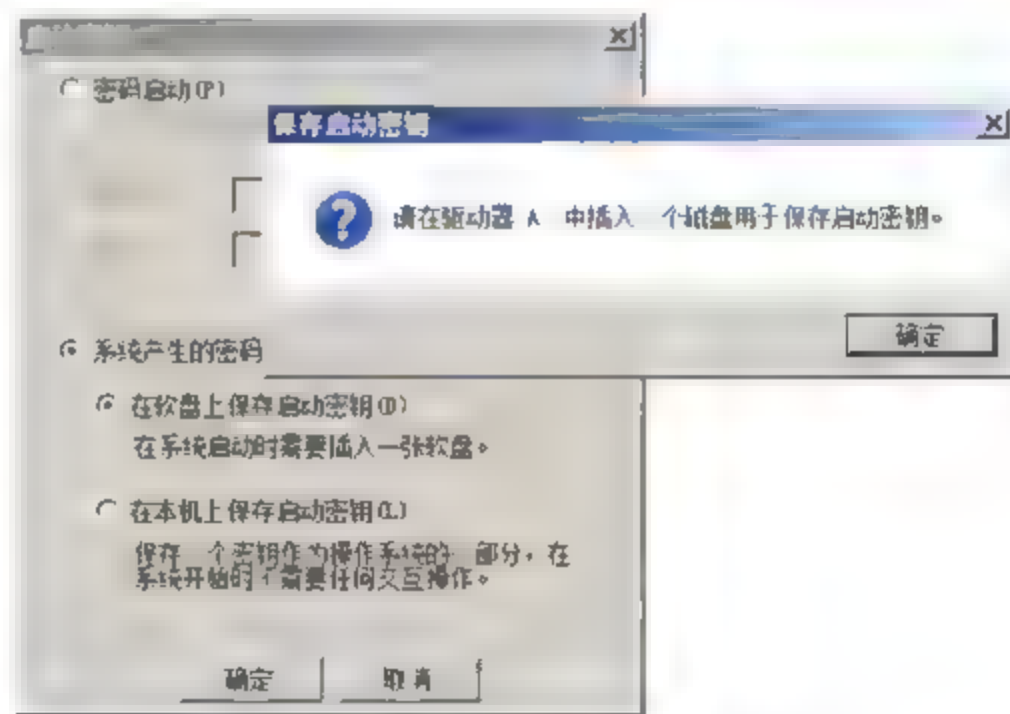 密码启动(P)
保存启动密钥
请在驱动器 A 中插入 个磁盘用于保存启动密钥。
确定
系统产生的密码
在软盘上保存启动密钥(D)
在系统启动时需要插入一张软盘。
在本机上保存启动密钥(L)
保存 个密钥作为操作系统的 部分,在
系统开始时 需要任何交互操作。
确定
取消